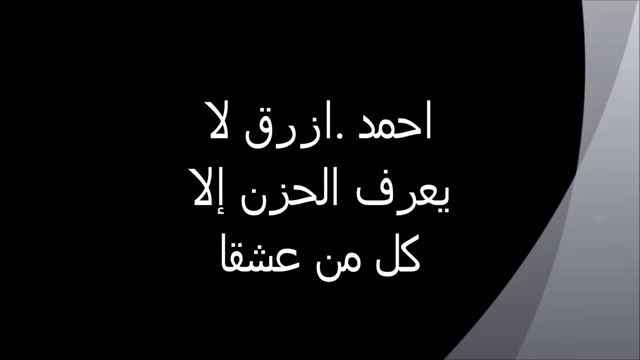 احمد .ازرق لا
يعرف الحزن إلا
كل من عشقا